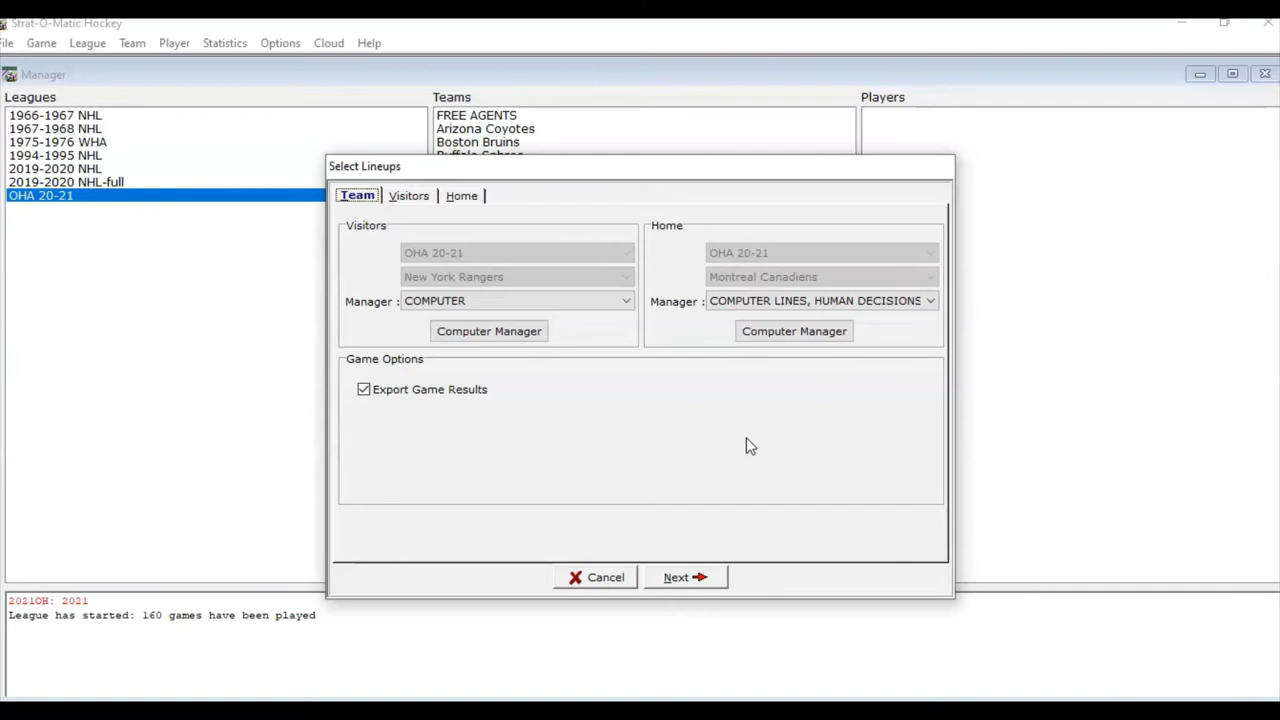 Strat-O-Matic Hockey
File Game League Team Player Statistics Options Cloud Help
Manager
Leagues
1966-1967 NHL
1967-1968 NHL
1975-1976 WHA
1994-1995 NHL
2019-2020 NHL
2019-2020 NHL-full
OHA 20-21
Teams
FREE AGENTS
Arizona Coyotes
Boston Bruins
Buffalo Sabres
Players
Select Lineups
Team Visitors Home
Visitors
OHA 20-21
New York Rangers
Manager : COMPUTER
Computer Manager
Home
OHA 20-21
Montreal Canadiens
Manager : COMPUTER LINES, HUMAN DECISIONS
Computer Manager
Game Options
Export Game Results
Cancel
Next
2021OH: 2021
League has started: 160 games have been played